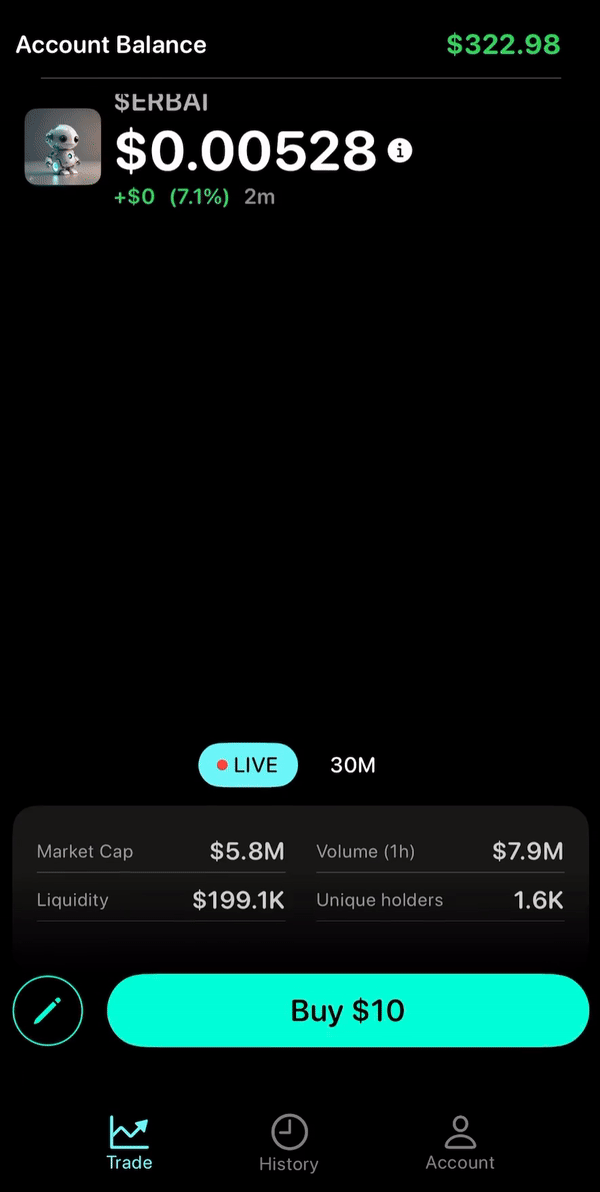 Account Balance $322.98
$ERBAI
$0.00528 i
+$0 (7.1%) 2m
LIVE 30M
Market Cap $5.8M Volume (1h) $7.9M
Liquidity $199.1K Unique holders 1.6K
Buy $10
Trade History Account